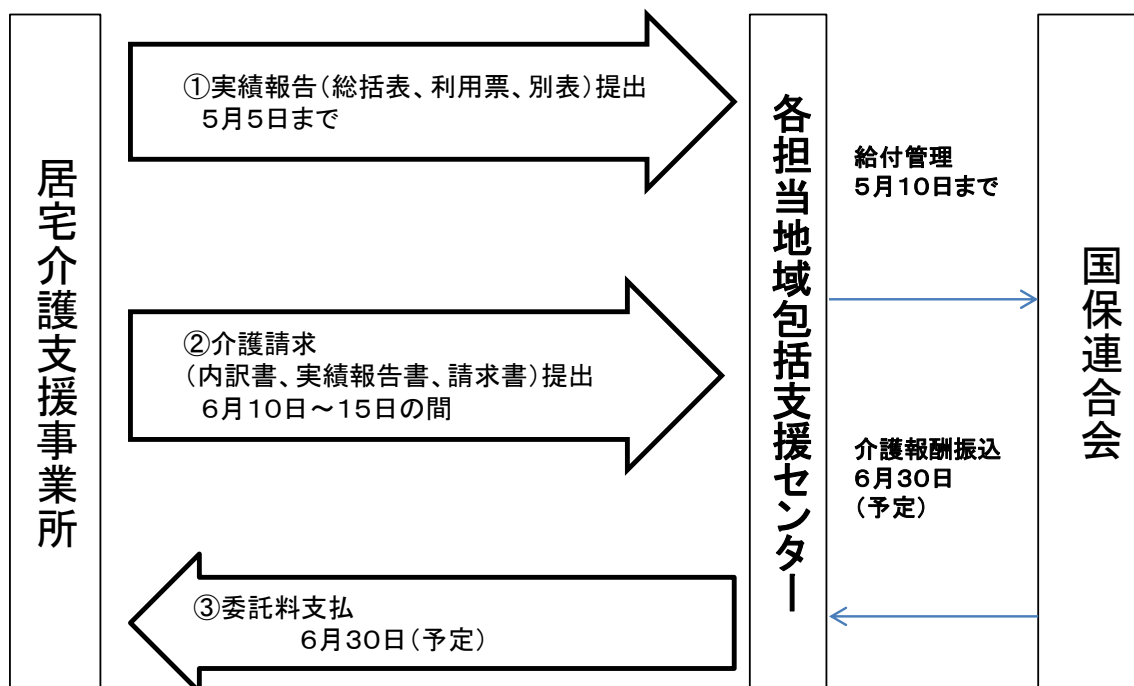 居宅介護支援事業所
①実績報告(総括表、利用票、別表)提出
5月5日まで
②介護請求
(内訳書、実績報告書、請求書)提出
6月10日～15日の間
③委託料支払
6月30日(予定)
各担当地域包括支援センター
給付管理
5月10日まで
介護報酬振込
6月30日
(予定)
国保連合会